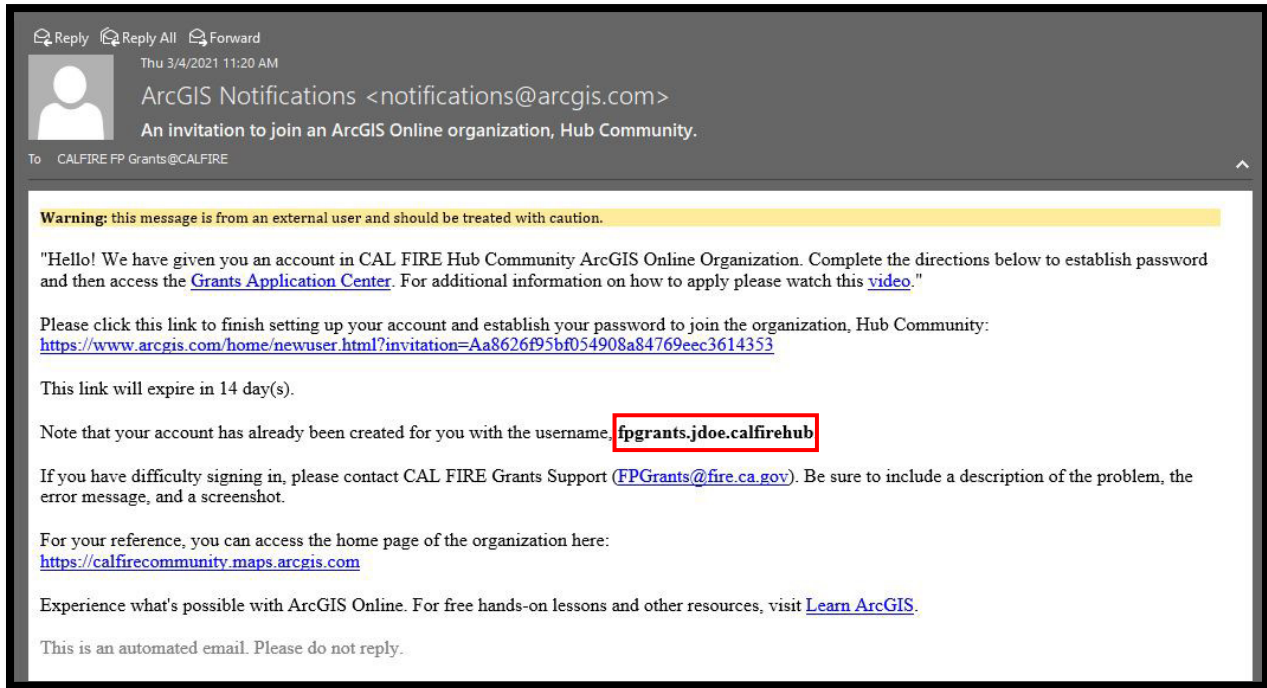 Reply Reply All Forward
Thu 3/4/2021 11:20 AM
ArcGIS Notifications <notifications@arcgis.com>
An invitation to join an ArcGIS Online organization, Hub Community.
To CALFIRE FP Grants@CALFIRE
Warning: this message is from an external user and should be treated with caution.
"Hello! We have given you an account in CAL FIRE Hub Community ArcGIS Online Organization. Complete the directions below to establish password
and then access the Grants Application Center. For additional information on how to apply please watch this video."
Please click this link to finish setting up your account and establish your password to join the organization, Hub Community:
https://www.arcgis.com/home/newuser.html?invitation=Aa8626f95bf054908a84769eec3614353
This link will expire in 14 day(s).
Note that your account has already been created for you with the username, fpgrants.jdoe.calfirehub
If you have difficulty signing in, please contact CAL FIRE Grants Support (FPGrants@fire.ca.gov). Be sure to include a description of the problem, the
error message, and a screenshot.
For your reference, you can access the home page of the organization here:
https://calfirecommunity.maps.arcgis.com
Experience what's possible with ArcGIS Online. For free hands-on lessons and other resources, visit Learn ArcGIS.
This is an automated email. Please do not reply.